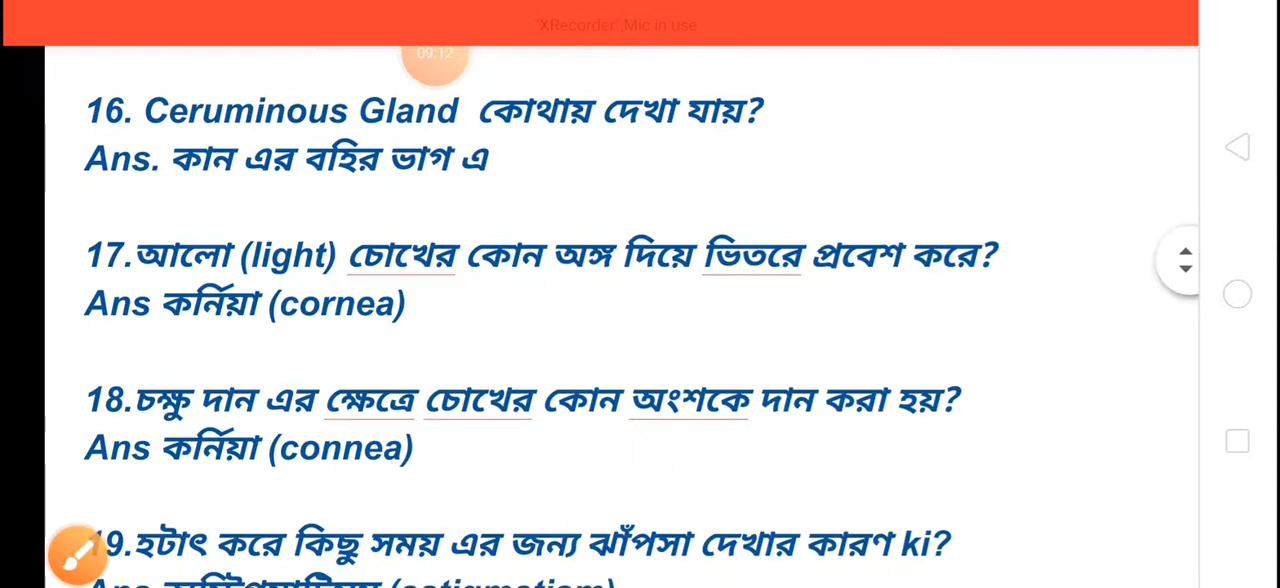 "XRecorder",Mic in use
09:12
16. Ceruminous Gland কোথায় দেখা যায়?
Ans. কান এর বহির ভাগ এ
17.আলো (light) চোখের কোন অঙ্গ দিয়ে ভিতরে প্রবেশ করে?
Ans কর্নিয়া (cornea)
18.চক্ষু দান এর ক্ষেত্রে চোখের কোন অংশকে দান করা হয়?
Ans কর্নিয়া (connea)
19.হটাৎ করে কিছু সময় এর জন্য ঝাঁপসা দেখার কারণ ki?
Ans (astigmatism)